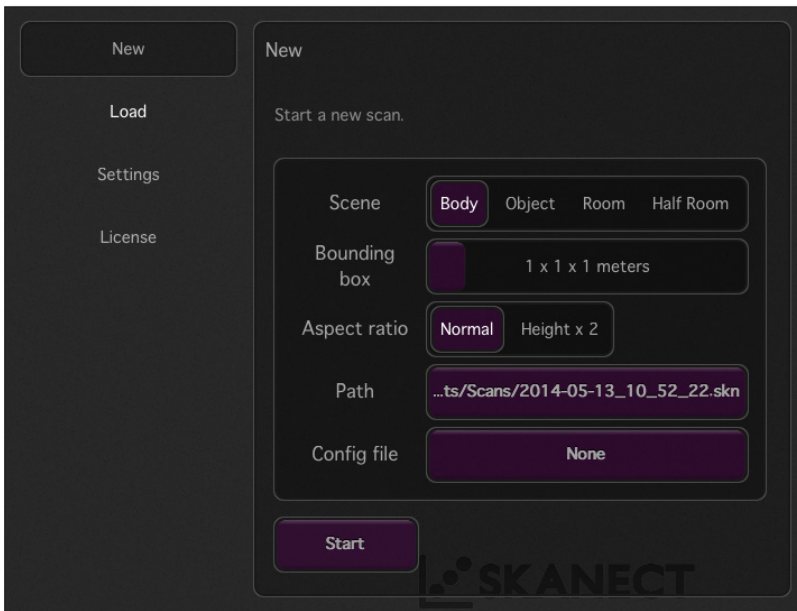 New
Load
Settings
License
New
Start a new scan.
Scene
Body Object Room Half Room
Bounding
box
1 x 1 x 1 meters
Aspect ratio
Normal Height x 2
Path
...ts/Scans/2014-05-13_10_52_22.skn
Config file
None
Start
SKANECT